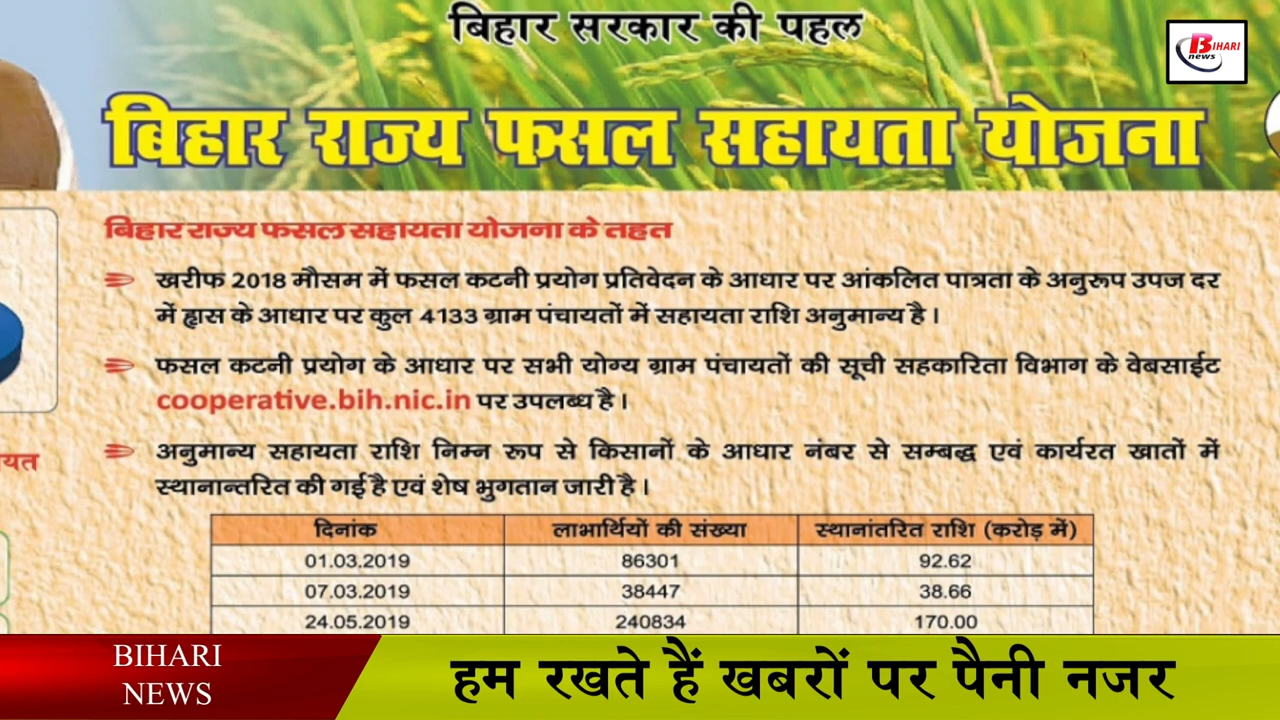 बिहार सरकार की पहल
BIHARI
news
बिहार राज्य फसल सहायता योजना
बिहार राज्य फसल सहायता योजना के तहत
खरीफ 2018 मौसम में फसल कटनी प्रयोग प्रतिवेदन के आधार पर आंकलित पात्रता के अनुरूप उपज दर
में ह्रास के आधार पर कुल 4133 ग्राम पंचायतों में सहायता राशि अनुमान्य है।
फसल कटनी प्रयोग के आधार पर सभी योग्य ग्राम पंचायतों की सूची सहकारिता विभाग के वेबसाईट
cooperative.bih.nic.in पर उपलब्ध है।
यत
अनुमान्य सहायता राशि निम्न रूप से किसानों के आधार नंबर से सम्बद्ध एवं कार्यरत खातों में
स्थानान्तरित की गई है एवं शेष भुगतान जारी है।
दिनांक लाभार्थियों की संख्या स्थानांतरित राशि (करोड़ में)
01.03.2019 86301 92.62
07.03.2019 38447 38.66
24.05.2019 240834 170.00
BIHARI
NEWS
हम रखते हैं खबरों पर पैनी नजर